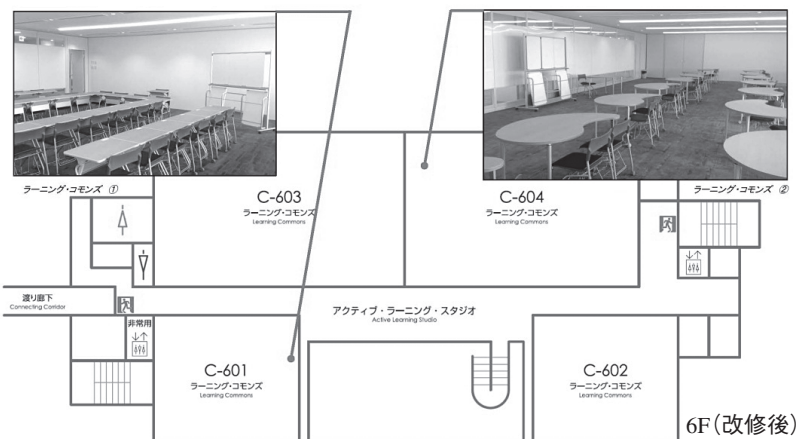 ラーニング・コモンズ ①
ラーニング・コモンズ ②
C-603
ラーニング・コモンズ
Learning Commons
C-604
ラーニング・コモンズ
Learning Commons
渡り廊下
Connecting Corridor
アクティブ・ラーニング・スタジオ
Active Learning Studio
非常用
C-601
ラーニング・コモンズ
Learning Commons
C-602
ラーニング・コモンズ
Learning Commons
6F(改修後)